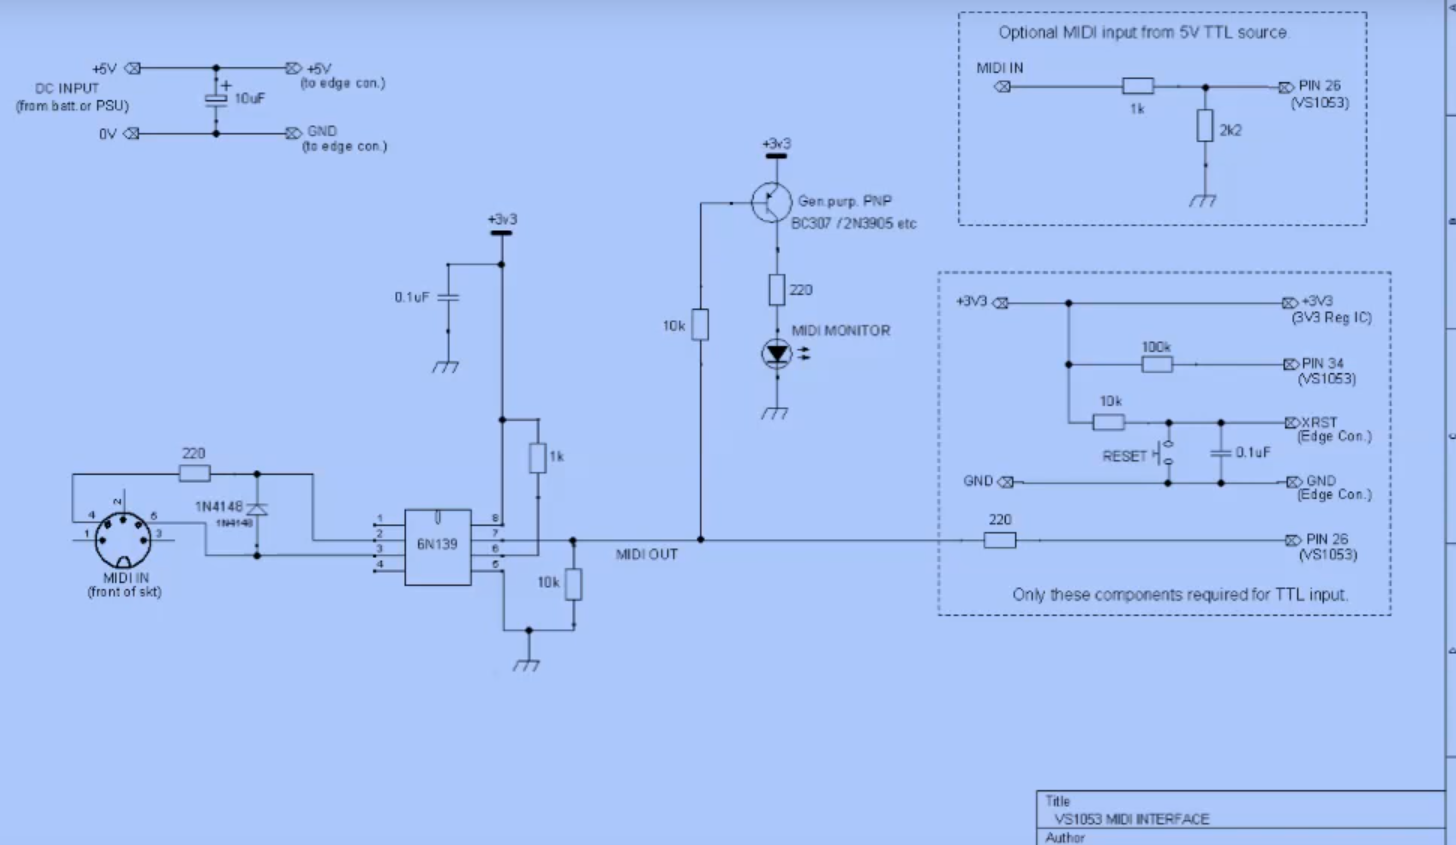 Optional MIDI input from 5V TTL source.
MIDI IN
1k
2k2
PIN 26
(VS1053)
+5V
DC INPUT
(from batt.or PSU)
0V
+
10uF
+5V
(to edge con.)
GND
(to edge con.)
+3v3
Gen.purp. PNP
BC307 /2N3905 etc
220
MIDI MONITOR
10k
+3v3
0.1uF
1k
220
1N4148
1N4148
1
4
2
5
3
MIDI IN
(front of skt)
1
2
3
4
6N139
8
7
6
5
10k
MIDI OUT
+3V3
+3V3
(3V3 Reg IC)
100k
PIN 34
(VS1053)
10k
XRST
(Edge Con.)
RESET
0.1uF
GND
GND
(Edge Con.)
220
PIN 26
(VS1053)
Only these components required for TTL input.
Title
VS1053 MIDI INTERFACE
Author